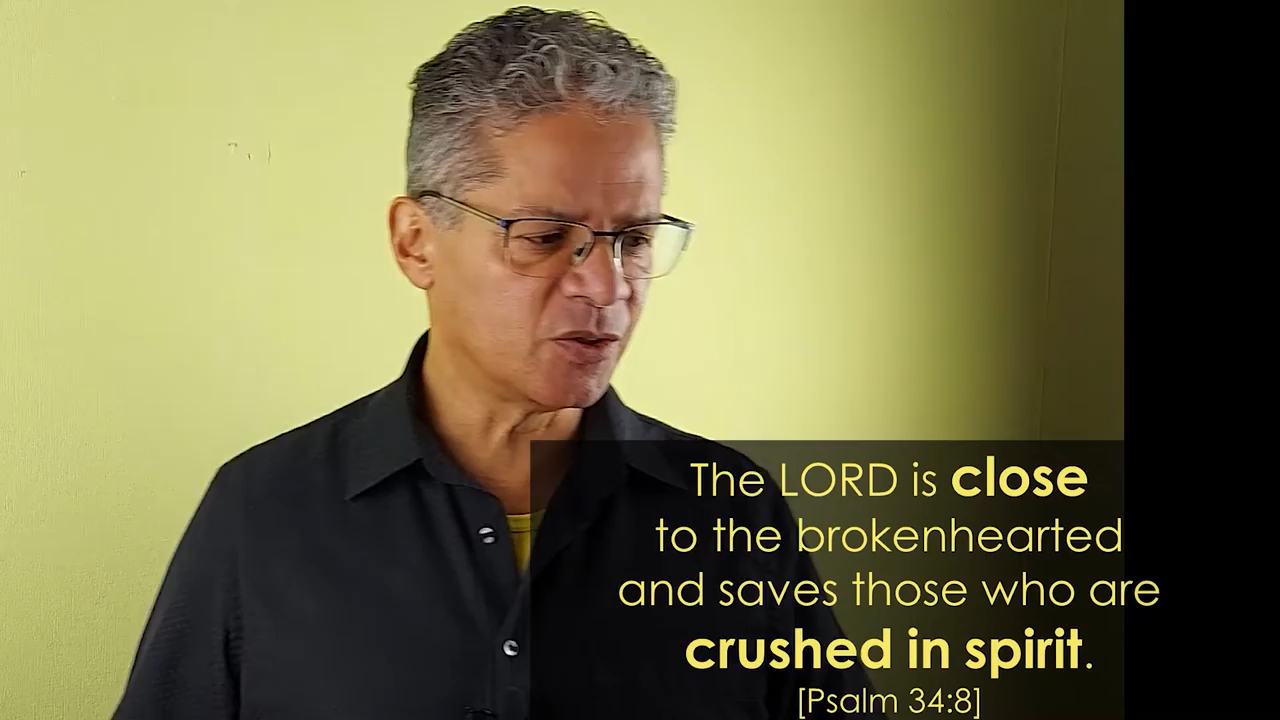 The LORD is close
to the brokenhearted
and saves those who are
crushed in spirit.
[Psalm 34:8]